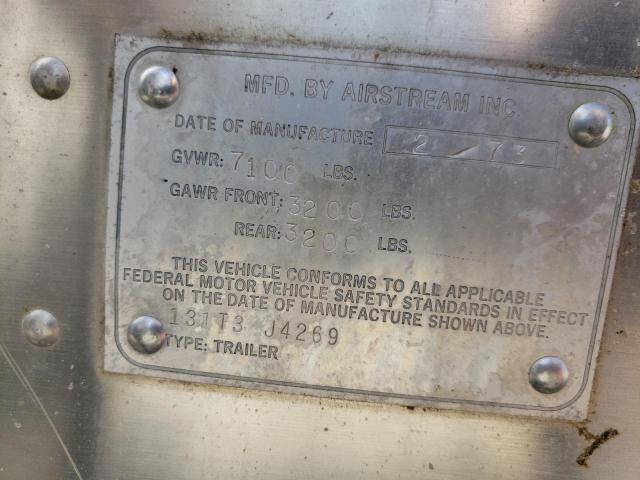 MFD. BY AIRSTREAM INC.
DATE OF MANUFACTURE 2/73
GVWR: 7100 LBS.
GAWR FRONT: 3200 LBS.
REAR: 3200 LBS.
THIS VEHICLE CONFORMS TO ALL APPLICABLE
FEDERAL MOTOR VEHICLE SAFETY STANDARDS IN EFFECT
ON THE DATE OF MANUFACTURE SHOWN ABOVE.
131T3 J4269
TYPE: TRAILER